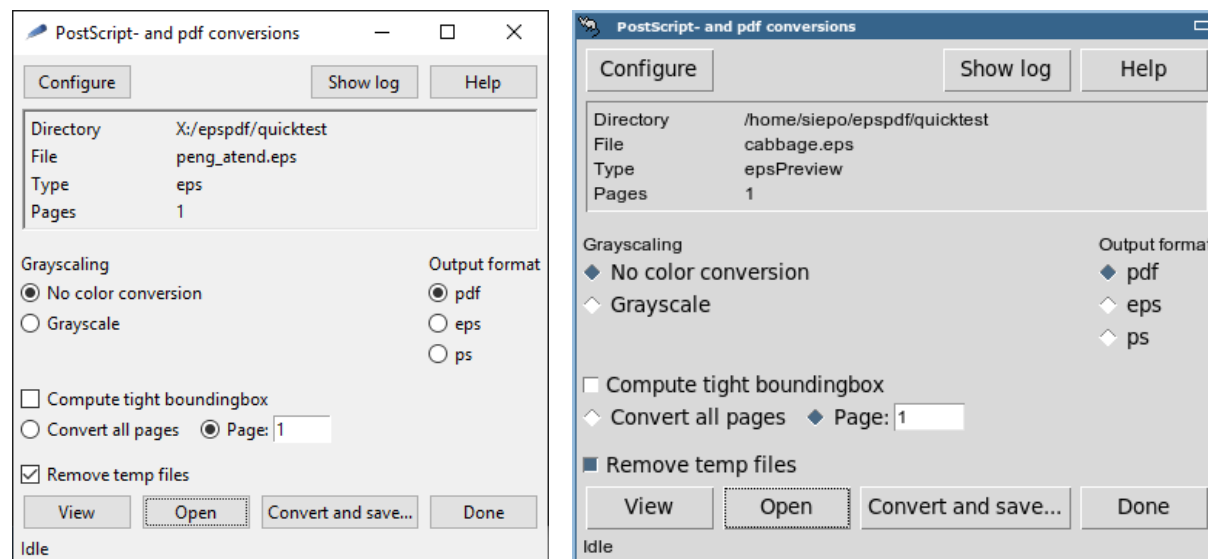 PostScript- and pdf conversions
Configure Show log Help
Directory X:/epspdf/quicktest
File peng_atend.eps
Type eps
Pages 1
Grayscaling Output format
No color conversion pdf
Grayscale eps
ps
Compute tight boundingbox
Convert all pages Page: 1
Remove temp files
View Open Convert and save... Done
Idle
PostScript- and pdf conversions
Configure Show log Help
Directory /home/siepo/epspdf/quicktest
File cabbage.eps
Type epsPreview
Pages 1
Grayscaling Output format
No color conversion pdf
Grayscale eps
ps
Compute tight boundingbox
Convert all pages Page: 1
Remove temp files
View Open Convert and save... Done
Idle